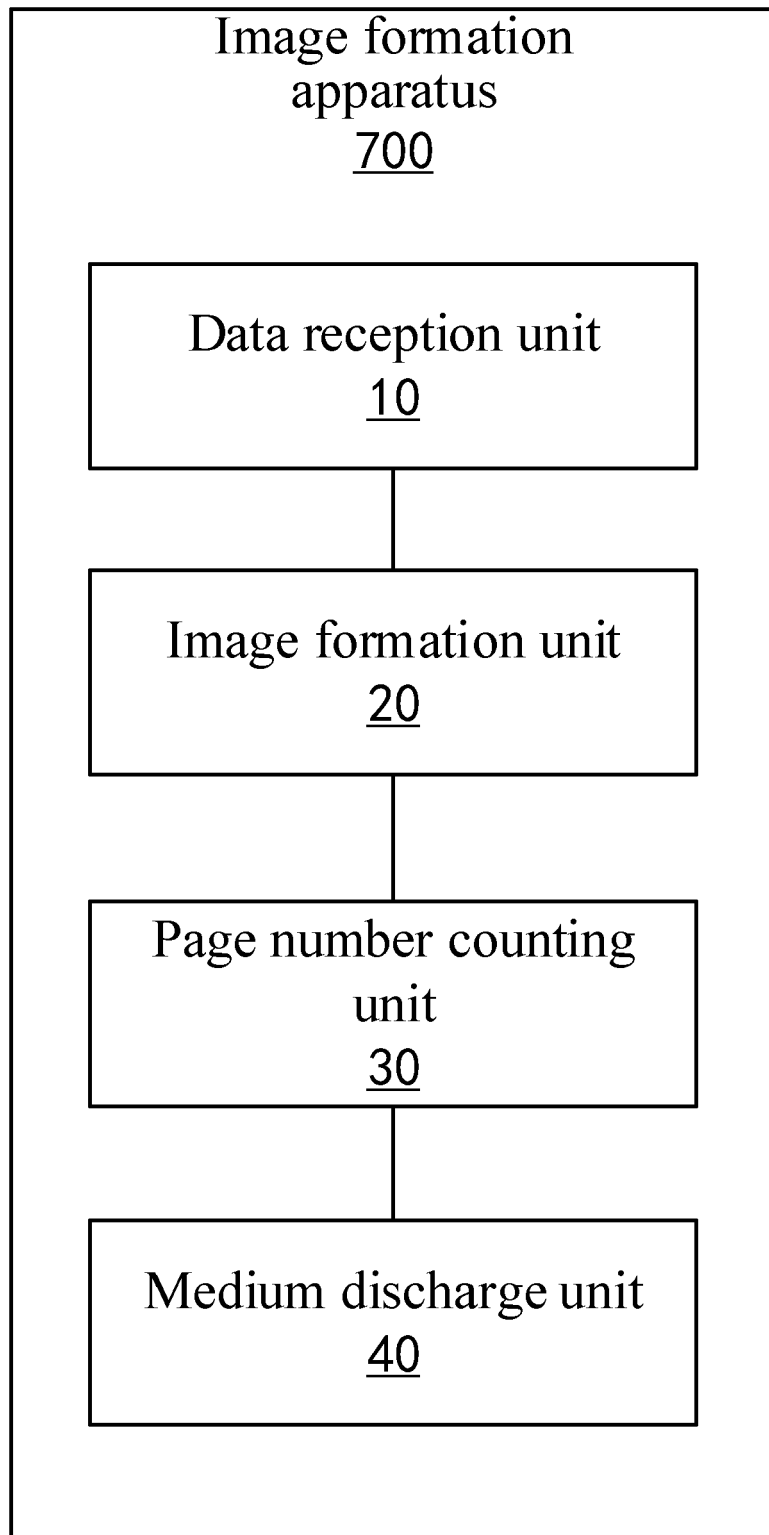 Image formation
apparatus
700
Data reception unit
10
Image formation unit
20
Page number counting
unit
30
Medium discharge unit
40